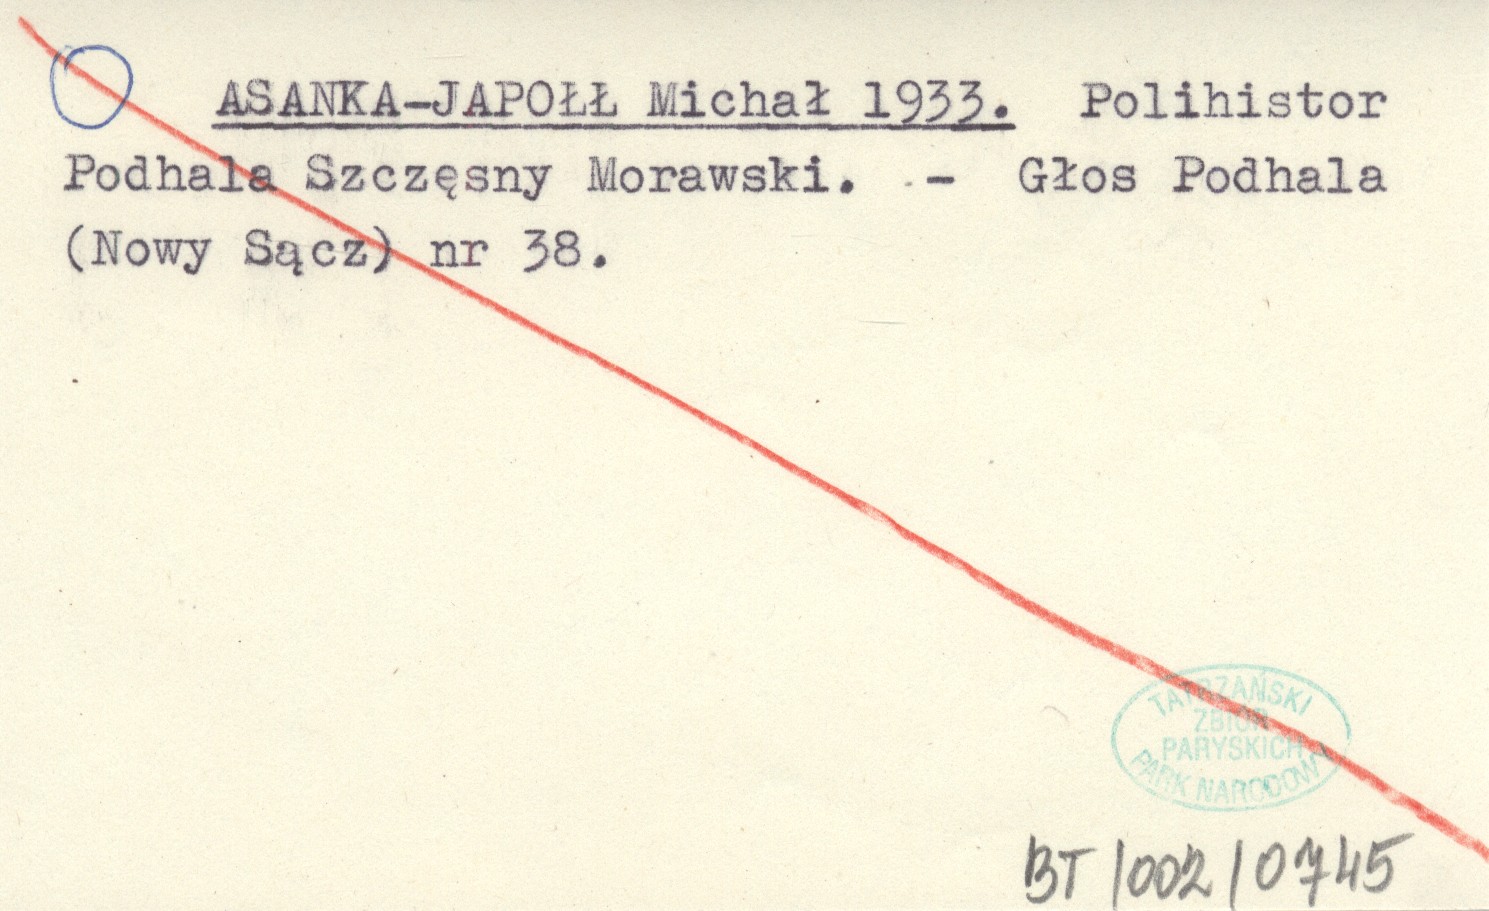 ASANKA-JAPOŁŁ Michał 1933. Polihistor
Podhala Szczęsny Morawski. - Głos Podhala
(Nowy Sącz) nr 38.
TATRZAŃSKI
ZBIÓR
PARYSKICH
PARK NARODOWY
BT/002/0745